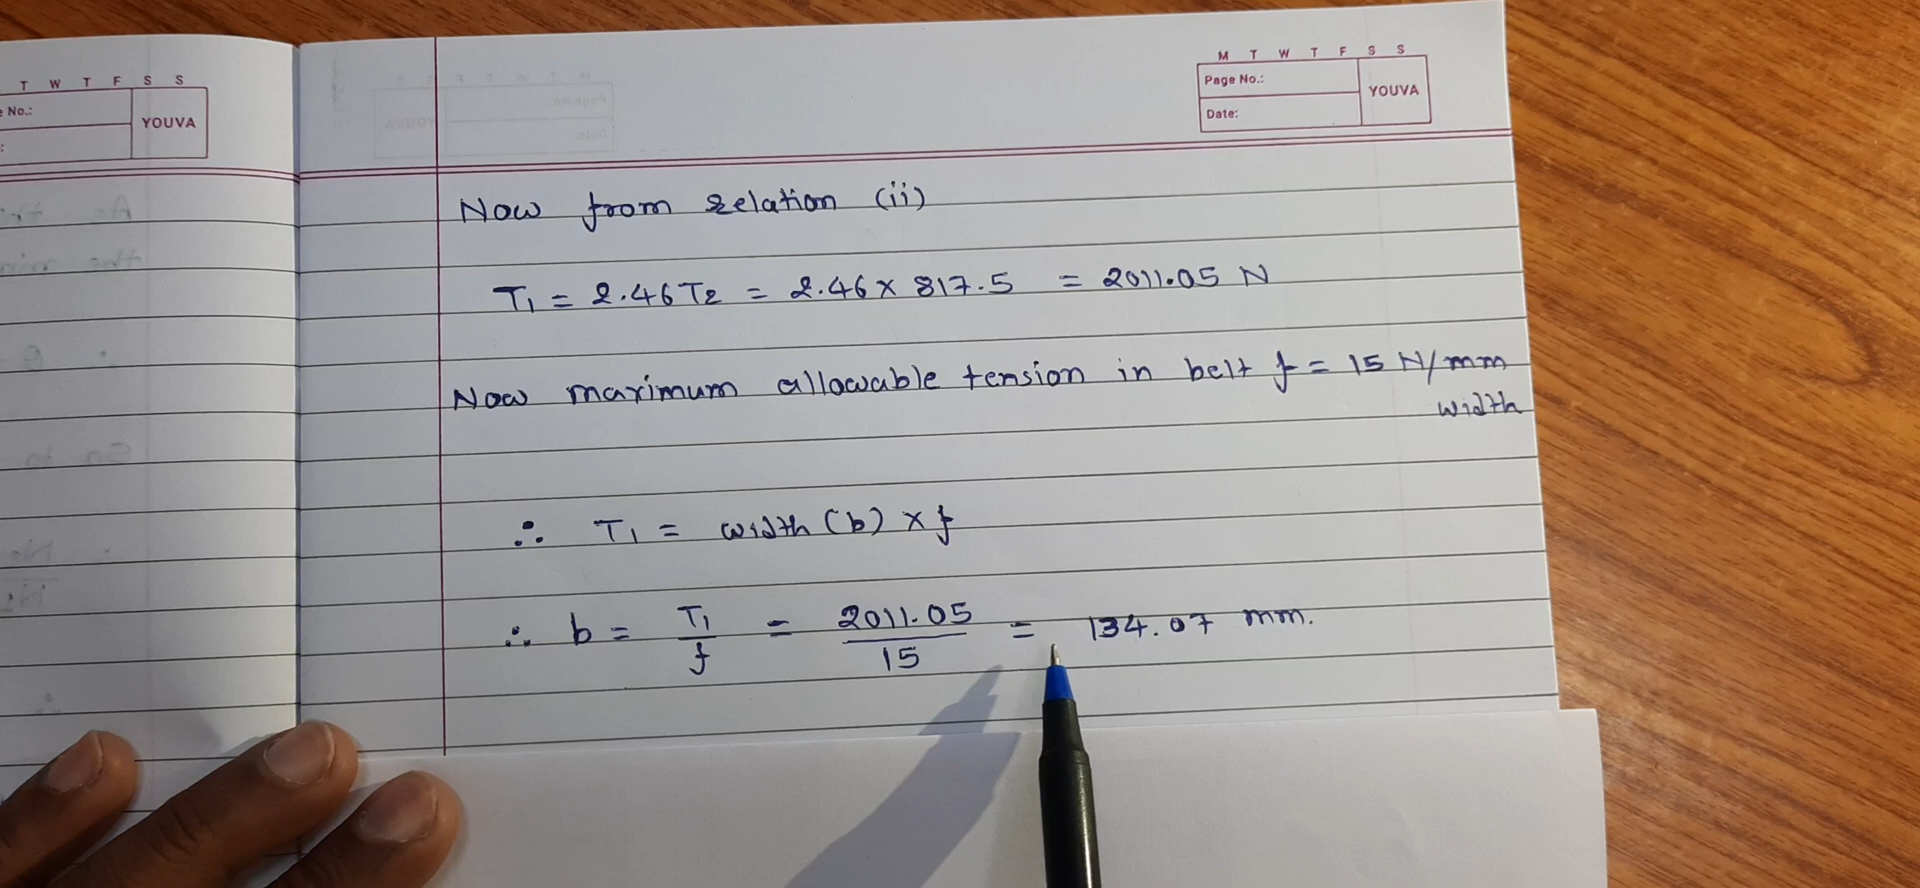 T W T F S S
No.:
YOUVA
M T W T F S S
Page No.:
YOUVA
Date:
Now from relation (ii)
T1 = 2.46 T2 = 2.46 × 817.5 = 2011.05 N
Now maximum allowable tension in belt f = 15 N/mm
width
∴ T1 = width (b) × f
∴ b = T1/f = 2011.05/15 = 134.07 mm.